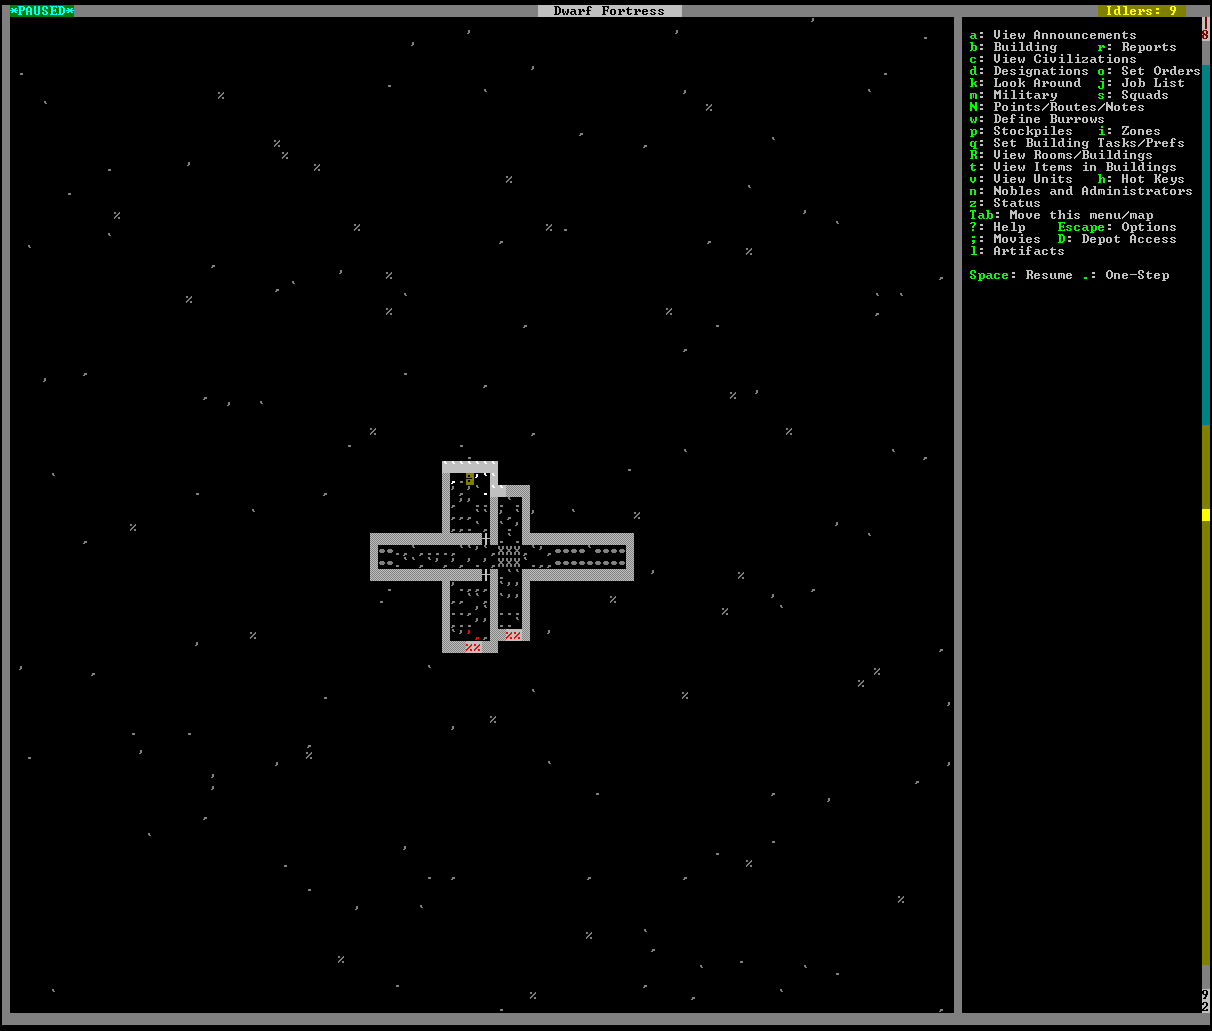 *PAUSED* Dwarf Fortress Idlers: 9
a: View Announcements
b: Building r: Reports
c: View Civilizations
d: Designations o: Set Orders
k: Look Around j: Job List
m: Military s: Squads
N: Points/Routes/Notes
w: Define Burrows
p: Stockpiles i: Zones
q: Set Building Tasks/Prefs
R: View Rooms/Buildings
t: View Items in Buildings
v: View Units h: Hot Keys
n: Nobles and Administrators
z: Status
Tab: Move this menu/map
?: Help Escape: Options
;: Movies D: Depot Access
l: Artifacts
Space: Resume .: One-Step
|
8
9
2